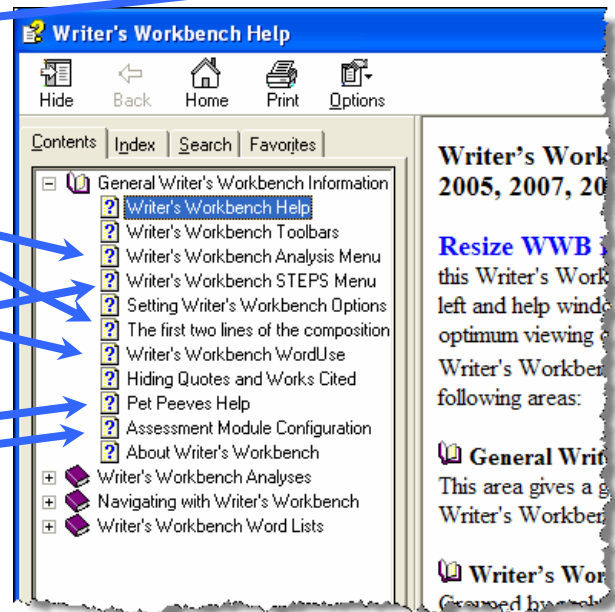 Writer's Workbench Help
Hide Back Home Print Options
Contents Index Search Favorites
General Writer's Workbench Information
Writer's Workbench Help
Writer's Workbench Toolbars
Writer's Workbench Analysis Menu
Writer's Workbench STEPS Menu
Setting Writer's Workbench Options
The first two lines of the composition
Writer's Workbench WordUse
Hiding Quotes and Works Cited
Pet Peeves Help
Assessment Module Configuration
About Writer's Workbench
Writer's Workbench Analyses
Navigating with Writer's Workbench
Writer's Workbench Word Lists
Writer's Work
2005, 2007, 20
Resize WWB
this Writer's Work
left and help windo
optimum viewing
Writer's Workben
following areas:
General Writ
This area gives a g
Writer's Workben
Writer's Wor
Grouped by